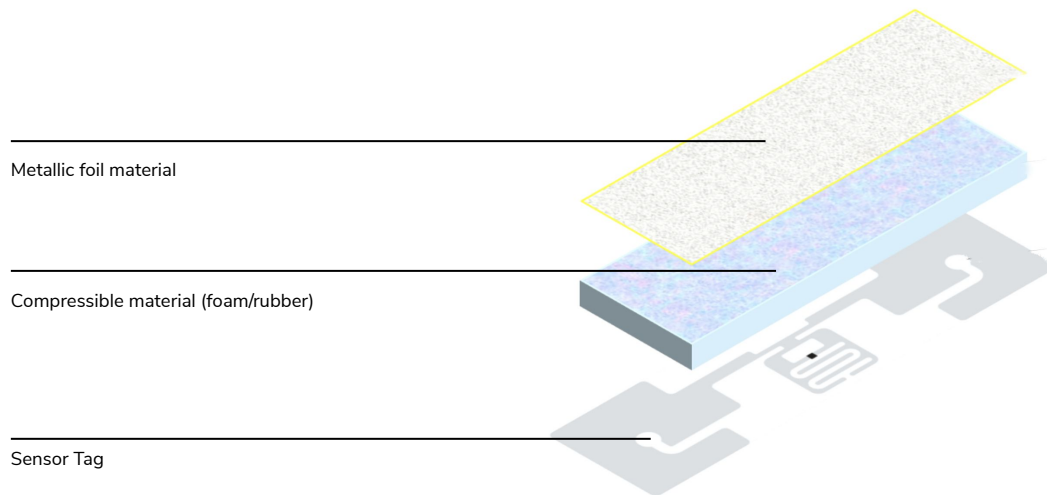 Metallic foil material
Compressible material (foam/rubber)
Sensor Tag